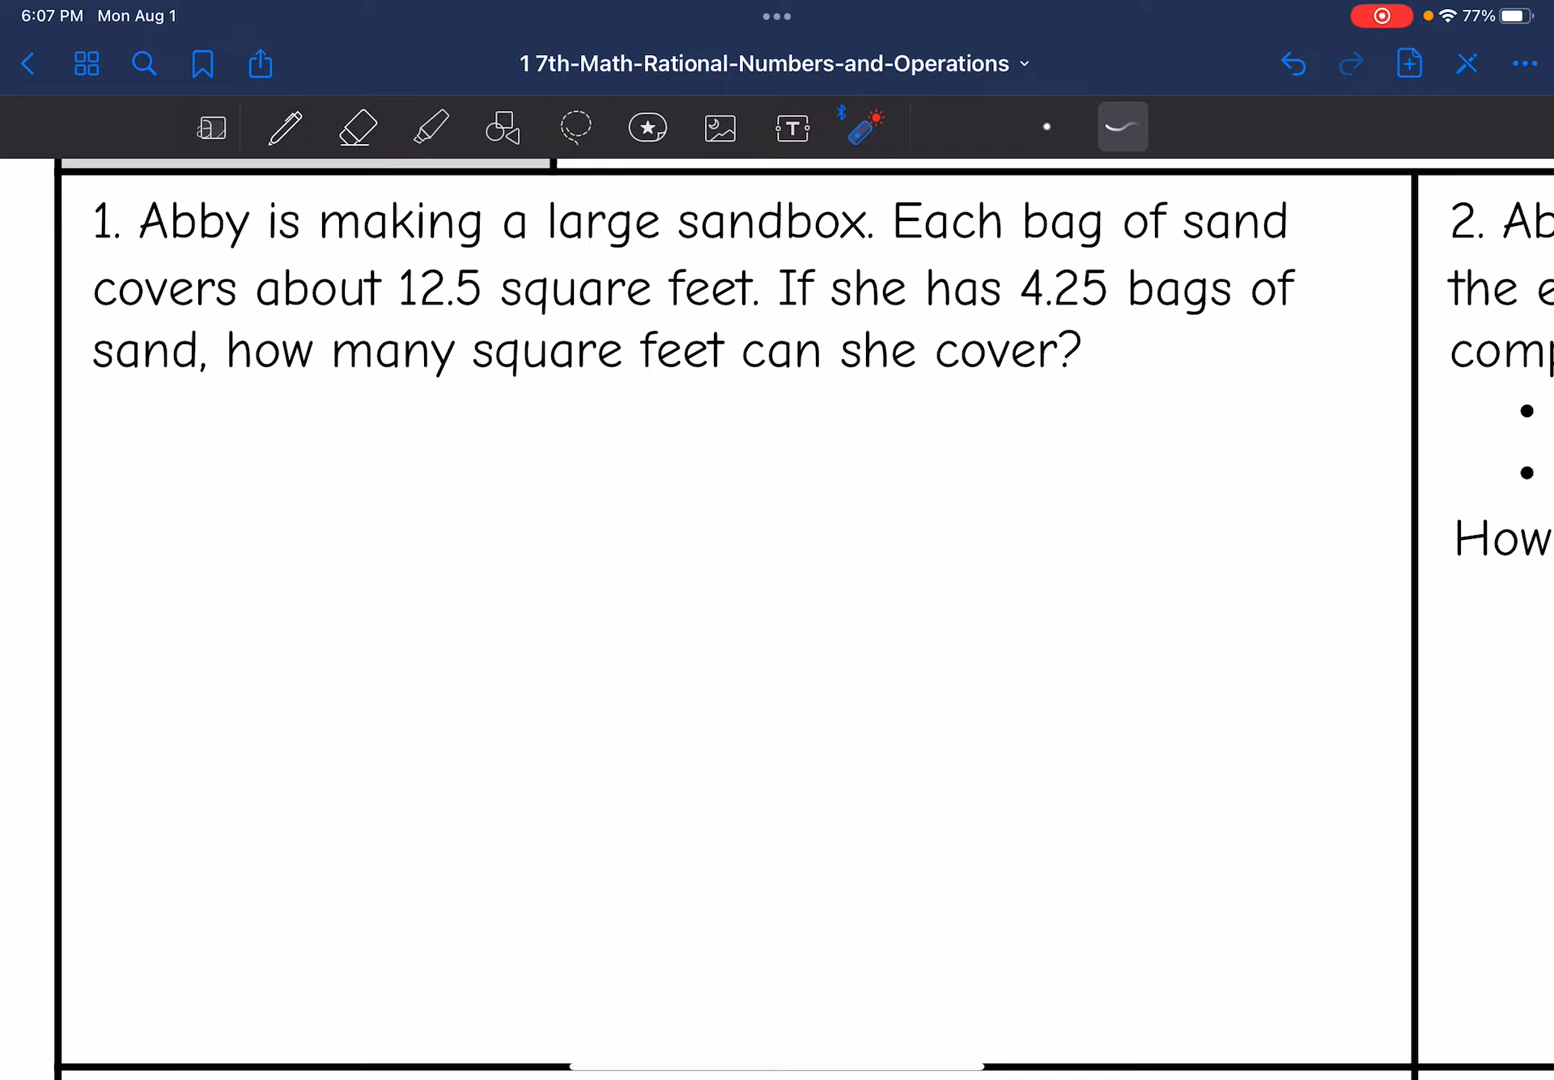 6:07 PM Mon Aug 1
77%
1 7th-Math-Rational-Numbers-and-Operations
T
1. Abby is making a large sandbox. Each bag of sand
covers about 12.5 square feet. If she has 4.25 bags of
sand, how many square feet can she cover?
2. Ab
the e
comp
•
•
How